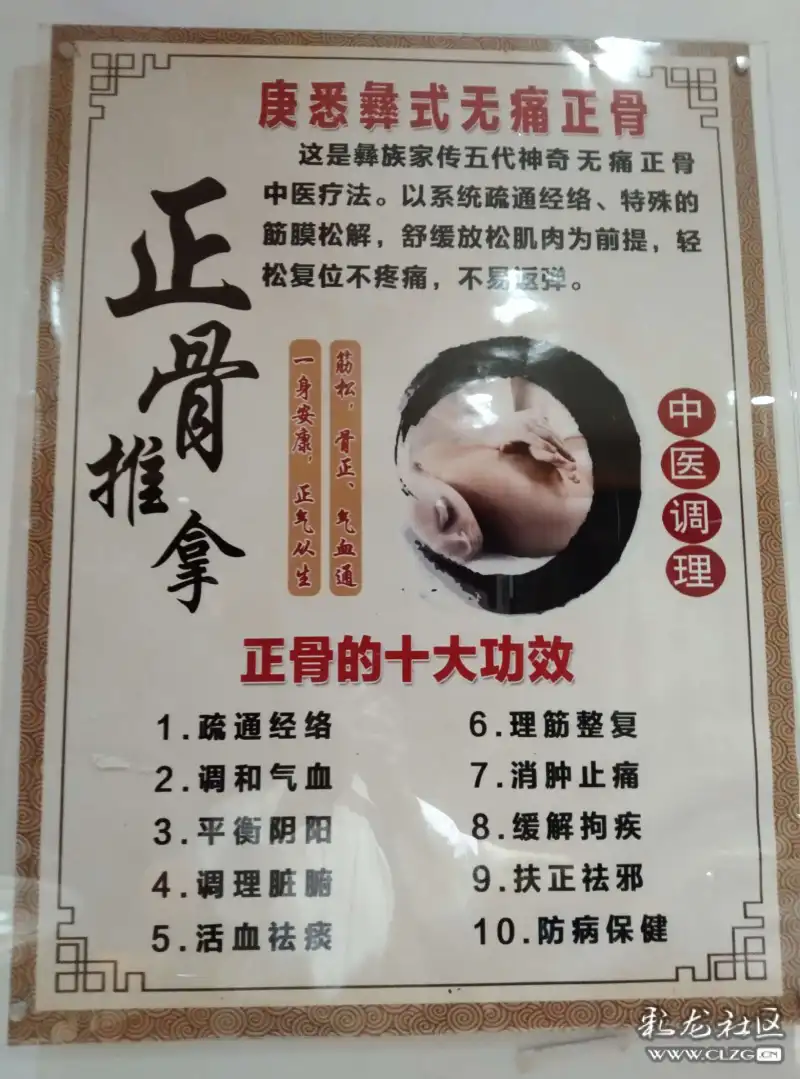 庚悉彝式无痛正骨
这是彝族家传五代神奇无痛正骨
中医疗法。以系统疏通经络、特殊的
筋膜松解，舒缓放松肌肉为前提，轻
松复位不疼痛，不易返弹。
正骨推拿
筋松，骨正、气血通
一身安康，正气从生
中医调理
正骨的十大功效
1.疏通经络
2.调和气血
3.平衡阴阳
4.调理脏腑
5.活血祛痰
6.理筋整复
7.消肿止痛
8.缓解拘疾
9.扶正祛邪
10.防病保健
彩龙社区
www.CLZG.CN